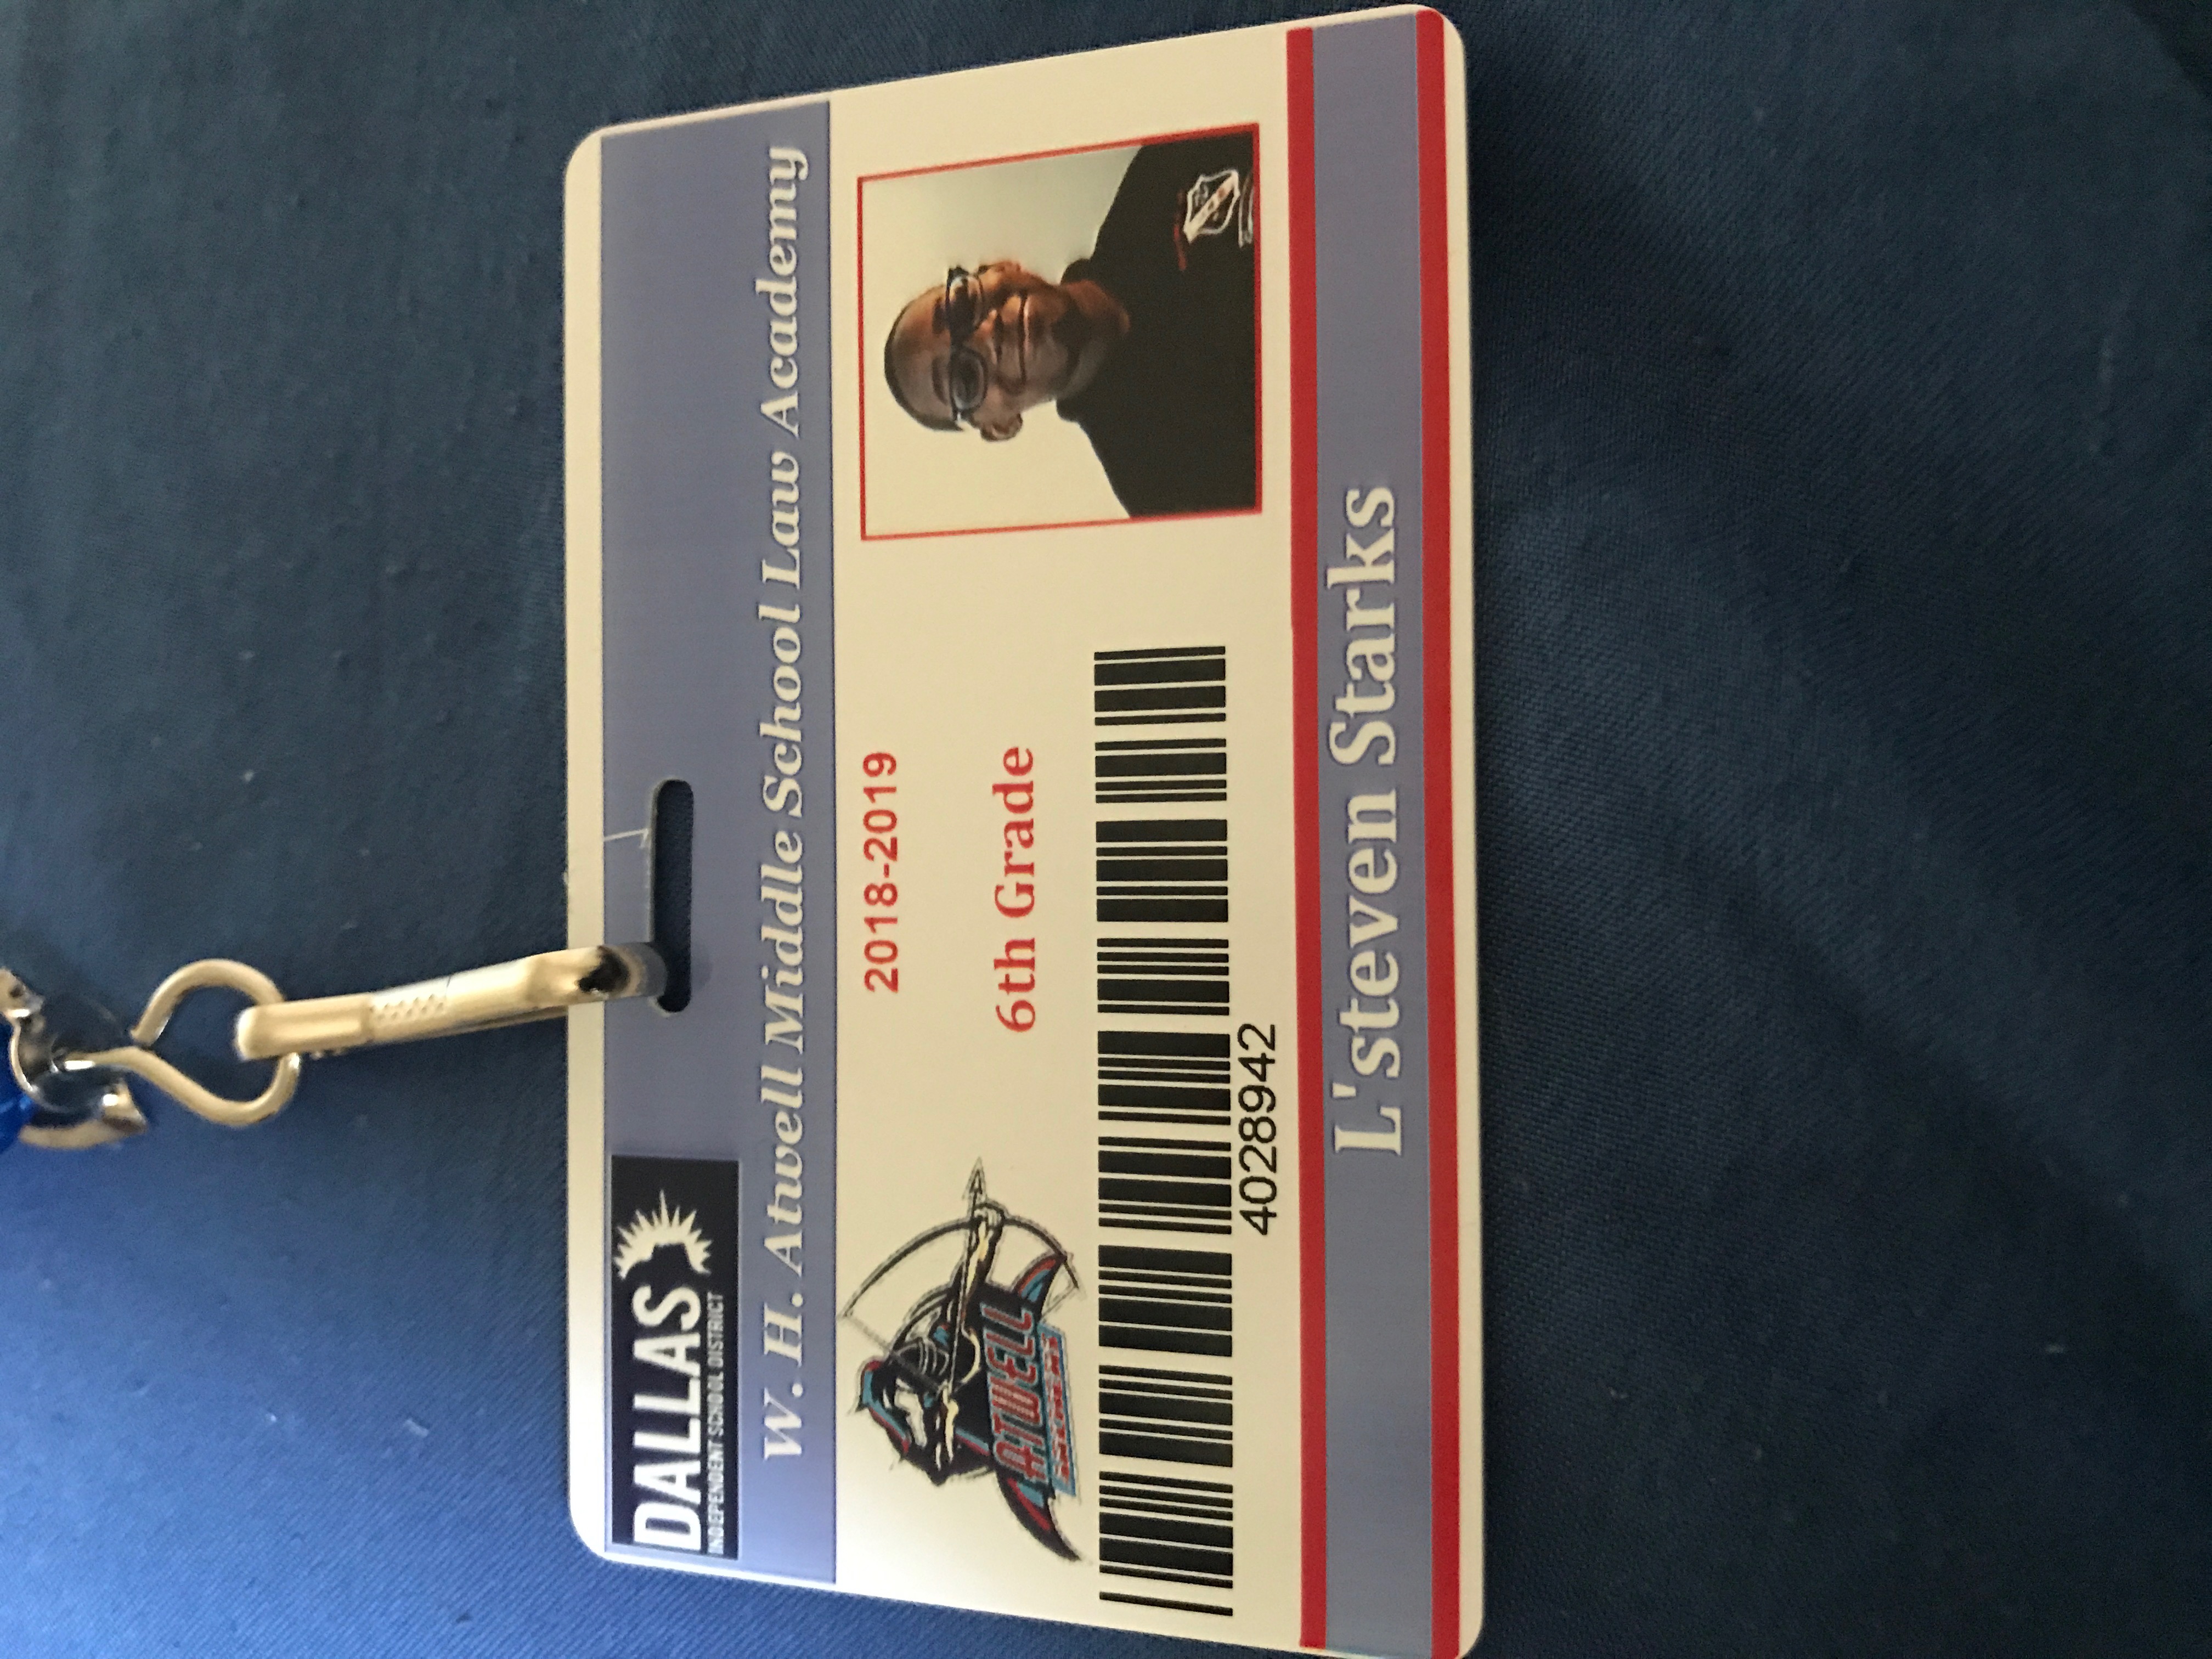 DALLAS
INDEPENDENT SCHOOL DISTRICT
W. H. Atwell Middle School Law Academy
2018-2019
6th Grade
ATWELL
4028942
L'steven Starks